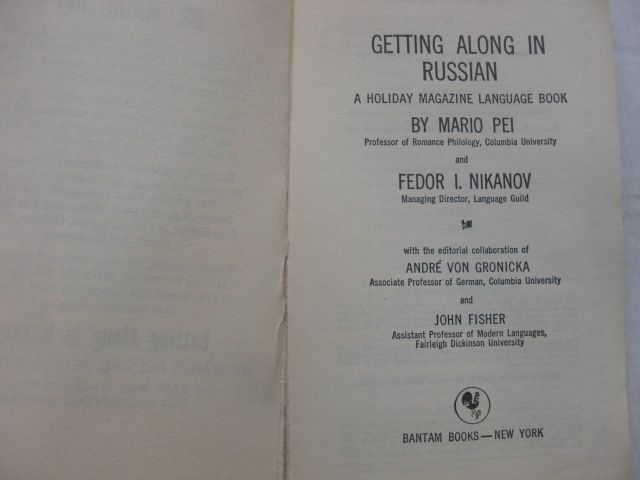 GETTING ALONG IN
RUSSIAN
A HOLIDAY MAGAZINE LANGUAGE BOOK
BY MARIO PEI
Professor of Romance Philology, Columbia University
and
FEDOR I. NIKANOV
Managing Director, Language Guild
with the editorial collaboration of
ANDRÉ VON GRONICKA
Associate Professor of German, Columbia University
and
JOHN FISHER
Assistant Professor of Modern Languages,
Fairleigh Dickinson University
BANTAM BOOKS—NEW YORK